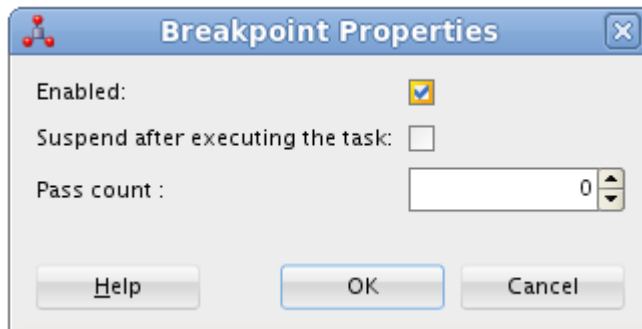 Breakpoint Properties
Enabled:
Suspend after executing the task:
Pass count : 0
Help OK Cancel